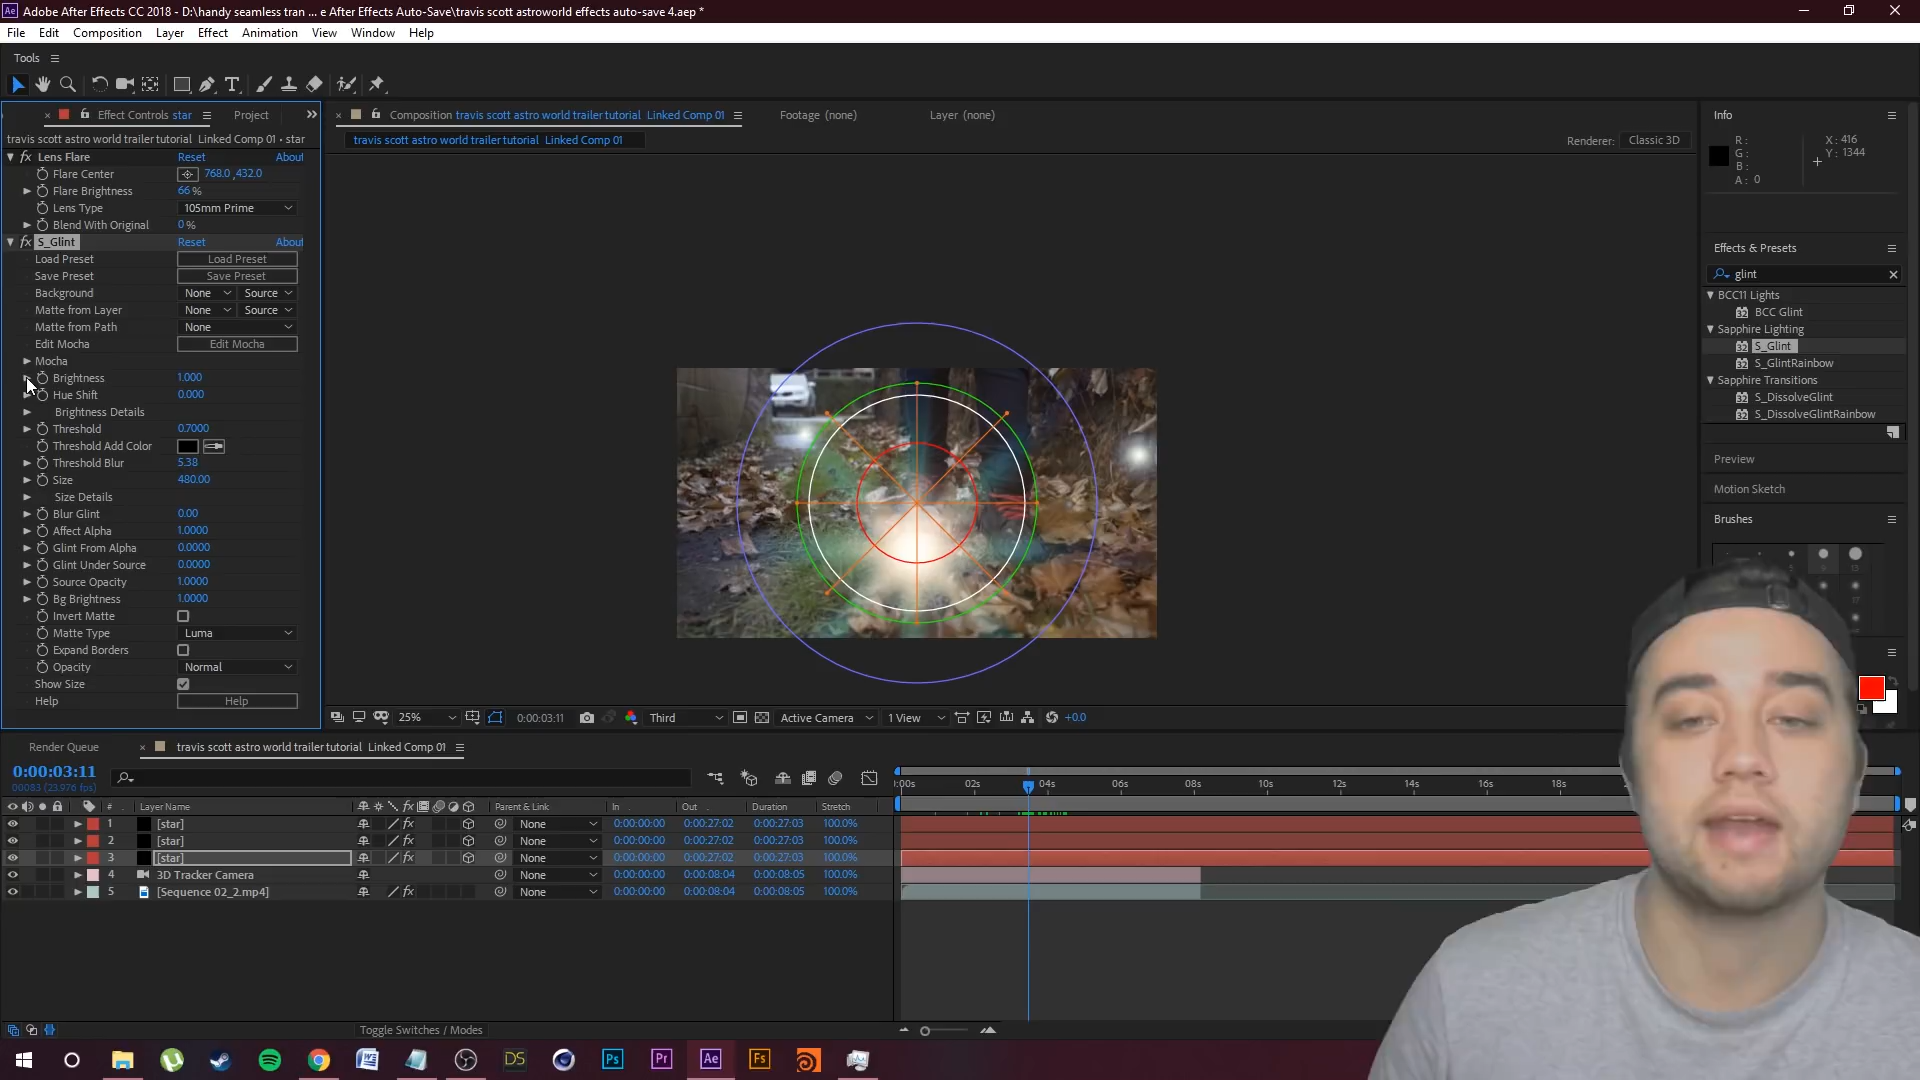 Adobe After Effects CC 2018 - D:\handy seamless tran ... e After Effects Auto-Save\travis scott astroworld effects auto-save 4.aep *
File Edit Composition Layer Effect Animation View Window Help
Tools
Effect Controls star Project
travis scott astro world trailer tutorial Linked Comp 01 • star
Lens Flare Reset About
Flare Center 768.0 ,432.0
Flare Brightness 66 %
Lens Type 105mm Prime
Blend With Original 0 %
S_Glint Reset About
Load Preset Load Preset
Save Preset Save Preset
Background None Source
Matte from Layer None Source
Matte from Path None
Edit Mocha Edit Mocha
Mocha
Brightness 1.000
Hue Shift 0.000
Brightness Details
Threshold 0.7000
Threshold Add Color
Threshold Blur 5.38
Size 480.00
Size Details
Blur Glint 0.00
Affect Alpha 1.0000
Glint From Alpha 0.0000
Glint Under Source 0.0000
Source Opacity 1.0000
Bg Brightness 1.0000
Invert Matte
Matte Type Luma
Expand Borders
Opacity Normal
Show Size
Help Help
Composition travis scott astro world trailer tutorial Linked Comp 01 Footage (none) Layer (none)
travis scott astro world trailer tutorial Linked Comp 01
Renderer: Classic 3D
25% 0:00:03:11 Third Active Camera 1 View +0.0
Info
R : X : 416
G : Y : 1344
B :
A : 0
Effects & Presets
glint
BCC11 Lights
BCC Glint
Sapphire Lighting
S_Glint
S_GlintRainbow
Sapphire Transitions
S_DissolveGlint
S_DissolveGlintRainbow
Preview
Motion Sketch
Brushes
Render Queue travis scott astro world trailer tutorial Linked Comp 01
0:00:03:11
00083 (23.976 fps)
# Layer Name Parent & Link In Out Duration Stretch
:00s 02s 04s 06s 08s 10s 12s 14s 16s 18s
1 [star] None 0:00:00:00 0:00:27:02 0:00:27:03 100.0%
2 [star] None 0:00:00:00 0:00:27:02 0:00:27:03 100.0%
3 [star] None 0:00:00:00 0:00:27:02 0:00:27:03 100.0%
4 3D Tracker Camera None 0:00:00:00 0:00:08:04 0:00:08:05 100.0%
5 [Sequence 02_2.mp4] None 0:00:00:00 0:00:08:04 0:00:08:05 100.0%
Toggle Switches / Modes
DS Ps Pr Ae Fs